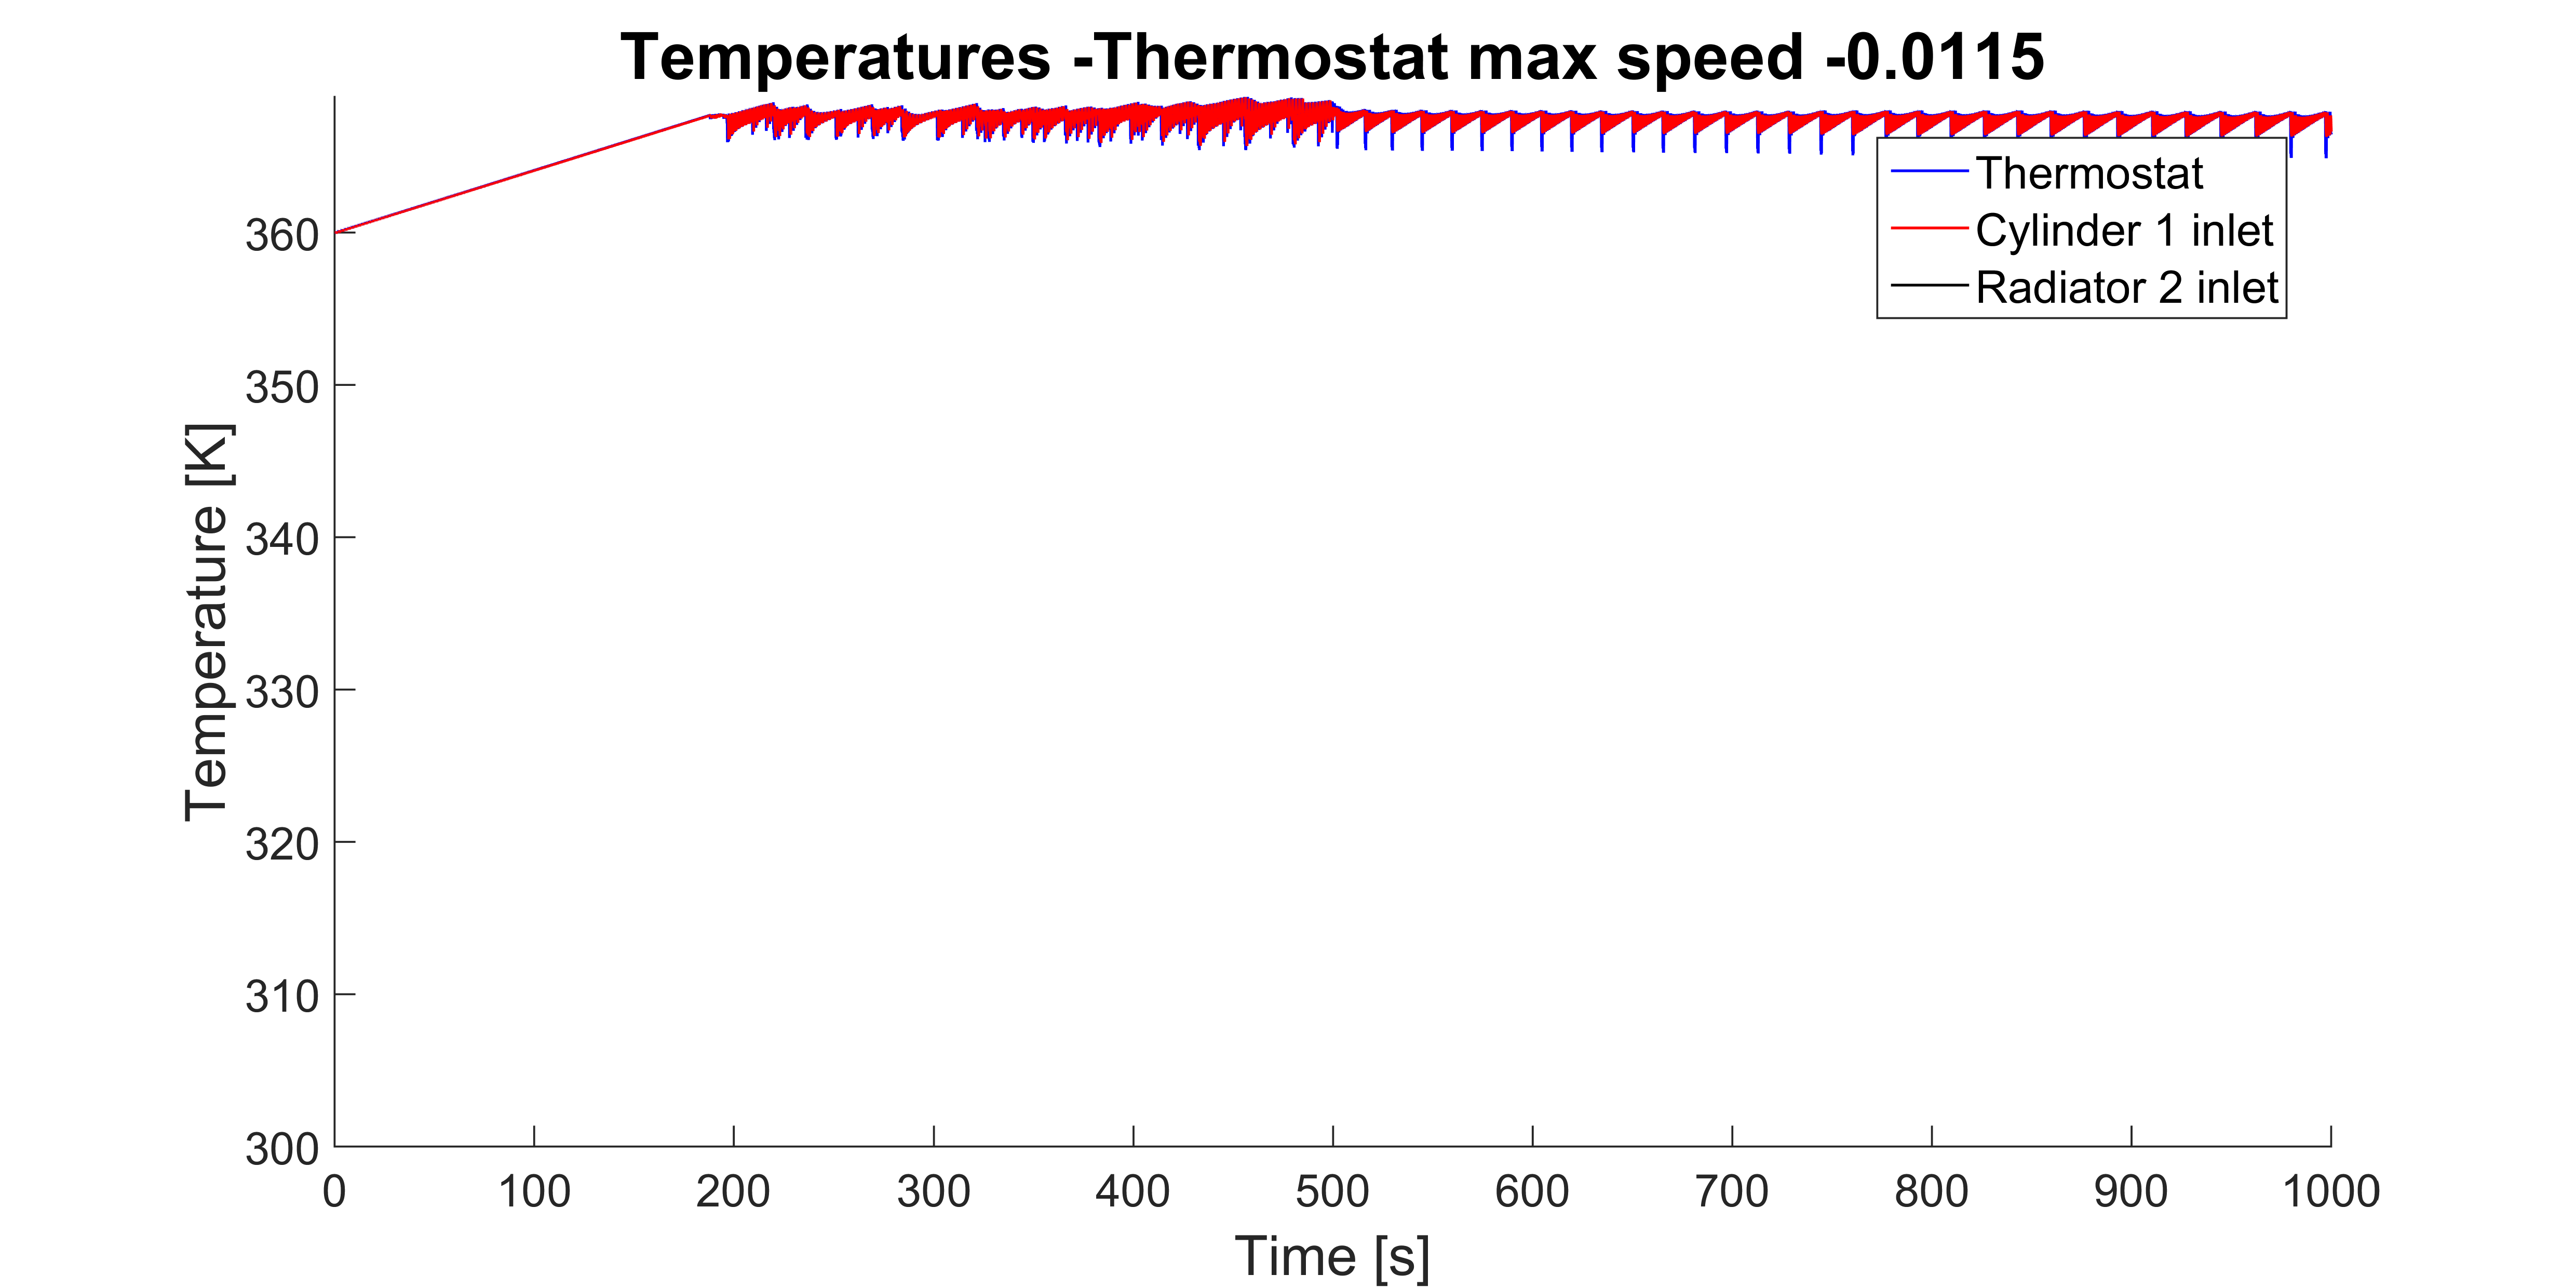 Temperatures -Thermostat max speed -0.0115
Temperature [K]
360
350
340
330
320
310
300
Thermostat
Cylinder 1 inlet
Radiator 2 inlet
0 100 200 300 400 500 600 700 800 900 1000
Time [s]